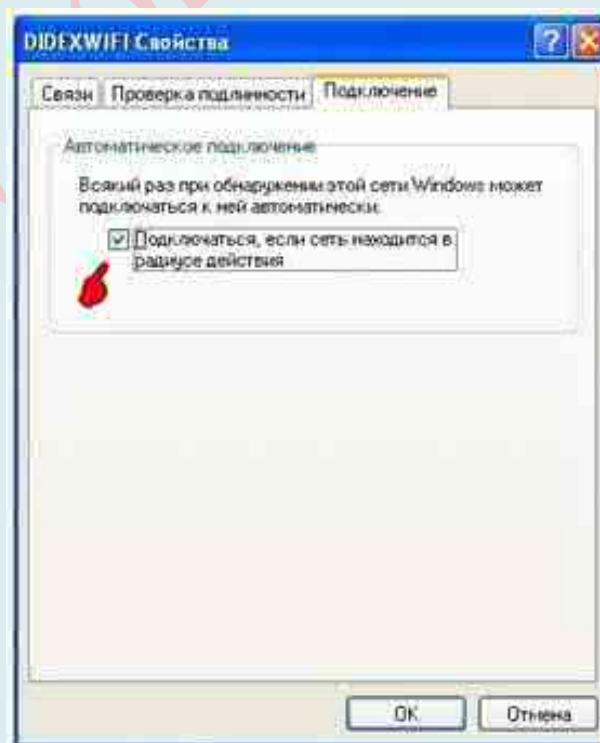 DIDEXWIFI Свойства
Связи Проверка подлинности Подключение
Автоматическое подключение
Всякий раз при обнаружении этой сети Windows может
подключаться к ней автоматически.
Подключаться, если сеть находится в
радиусе действия
OK Отмена